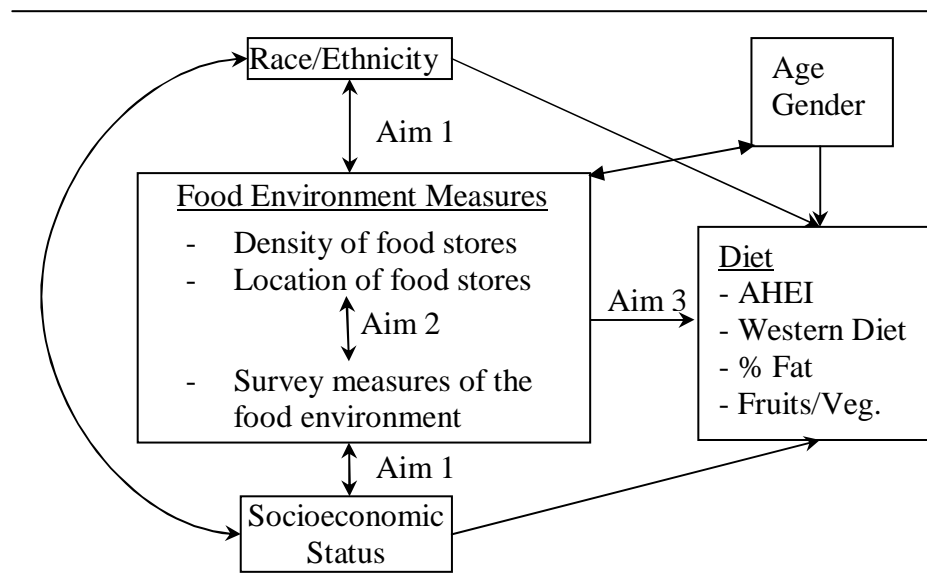 Race/Ethnicity
Age
Gender
Aim 1
Food Environment Measures
- Density of food stores
- Location of food stores
Aim 2
- Survey measures of the
food environment
Aim 3
Diet
- AHEI
- Western Diet
- % Fat
- Fruits/Veg.
Aim 1
Socioeconomic
Status